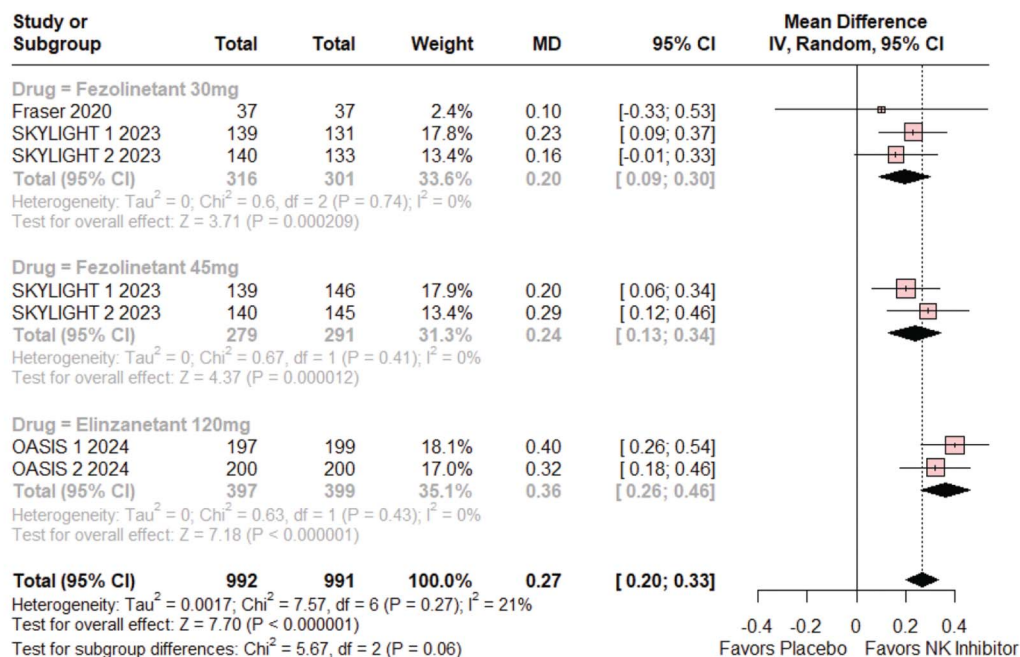 Study or Mean Difference
Subgroup Total Total Weight MD 95% CI IV, Random, 95% CI
Drug = Fezolinetant 30mg
Fraser 2020 37 37 2.4% 0.10 [-0.33; 0.53]
SKYLIGHT 1 2023 139 131 17.8% 0.23 [ 0.09; 0.37]
SKYLIGHT 2 2023 140 133 13.4% 0.16 [-0.01; 0.33]
Total (95% CI) 316 301 33.6% 0.20 [ 0.09; 0.30]
Heterogeneity: Tau² = 0; Chi² = 0.6, df = 2 (P = 0.74); I² = 0%
Test for overall effect: Z = 3.71 (P = 0.000209)
Drug = Fezolinetant 45mg
SKYLIGHT 1 2023 139 146 17.9% 0.20 [ 0.06; 0.34]
SKYLIGHT 2 2023 140 145 13.4% 0.29 [ 0.12; 0.46]
Total (95% CI) 279 291 31.3% 0.24 [ 0.13; 0.34]
Heterogeneity: Tau² = 0; Chi² = 0.67, df = 1 (P = 0.41); I² = 0%
Test for overall effect: Z = 4.37 (P = 0.000012)
Drug = Elinzanetant 120mg
OASIS 1 2024 197 199 18.1% 0.40 [ 0.26; 0.54]
OASIS 2 2024 200 200 17.0% 0.32 [ 0.18; 0.46]
Total (95% CI) 397 399 35.1% 0.36 [ 0.26; 0.46]
Heterogeneity: Tau² = 0; Chi² = 0.63, df = 1 (P = 0.43); I² = 0%
Test for overall effect: Z = 7.18 (P < 0.000001)
Total (95% CI) 992 991 100.0% 0.27 [ 0.20; 0.33]
Heterogeneity: Tau² = 0.0017; Chi² = 7.57, df = 6 (P = 0.27); I² = 21%
Test for overall effect: Z = 7.70 (P < 0.000001) -0.4 -0.2 0 0.2 0.4
Test for subgroup differences: Chi² = 5.67, df = 2 (P = 0.06) Favors Placebo Favors NK Inhibitor